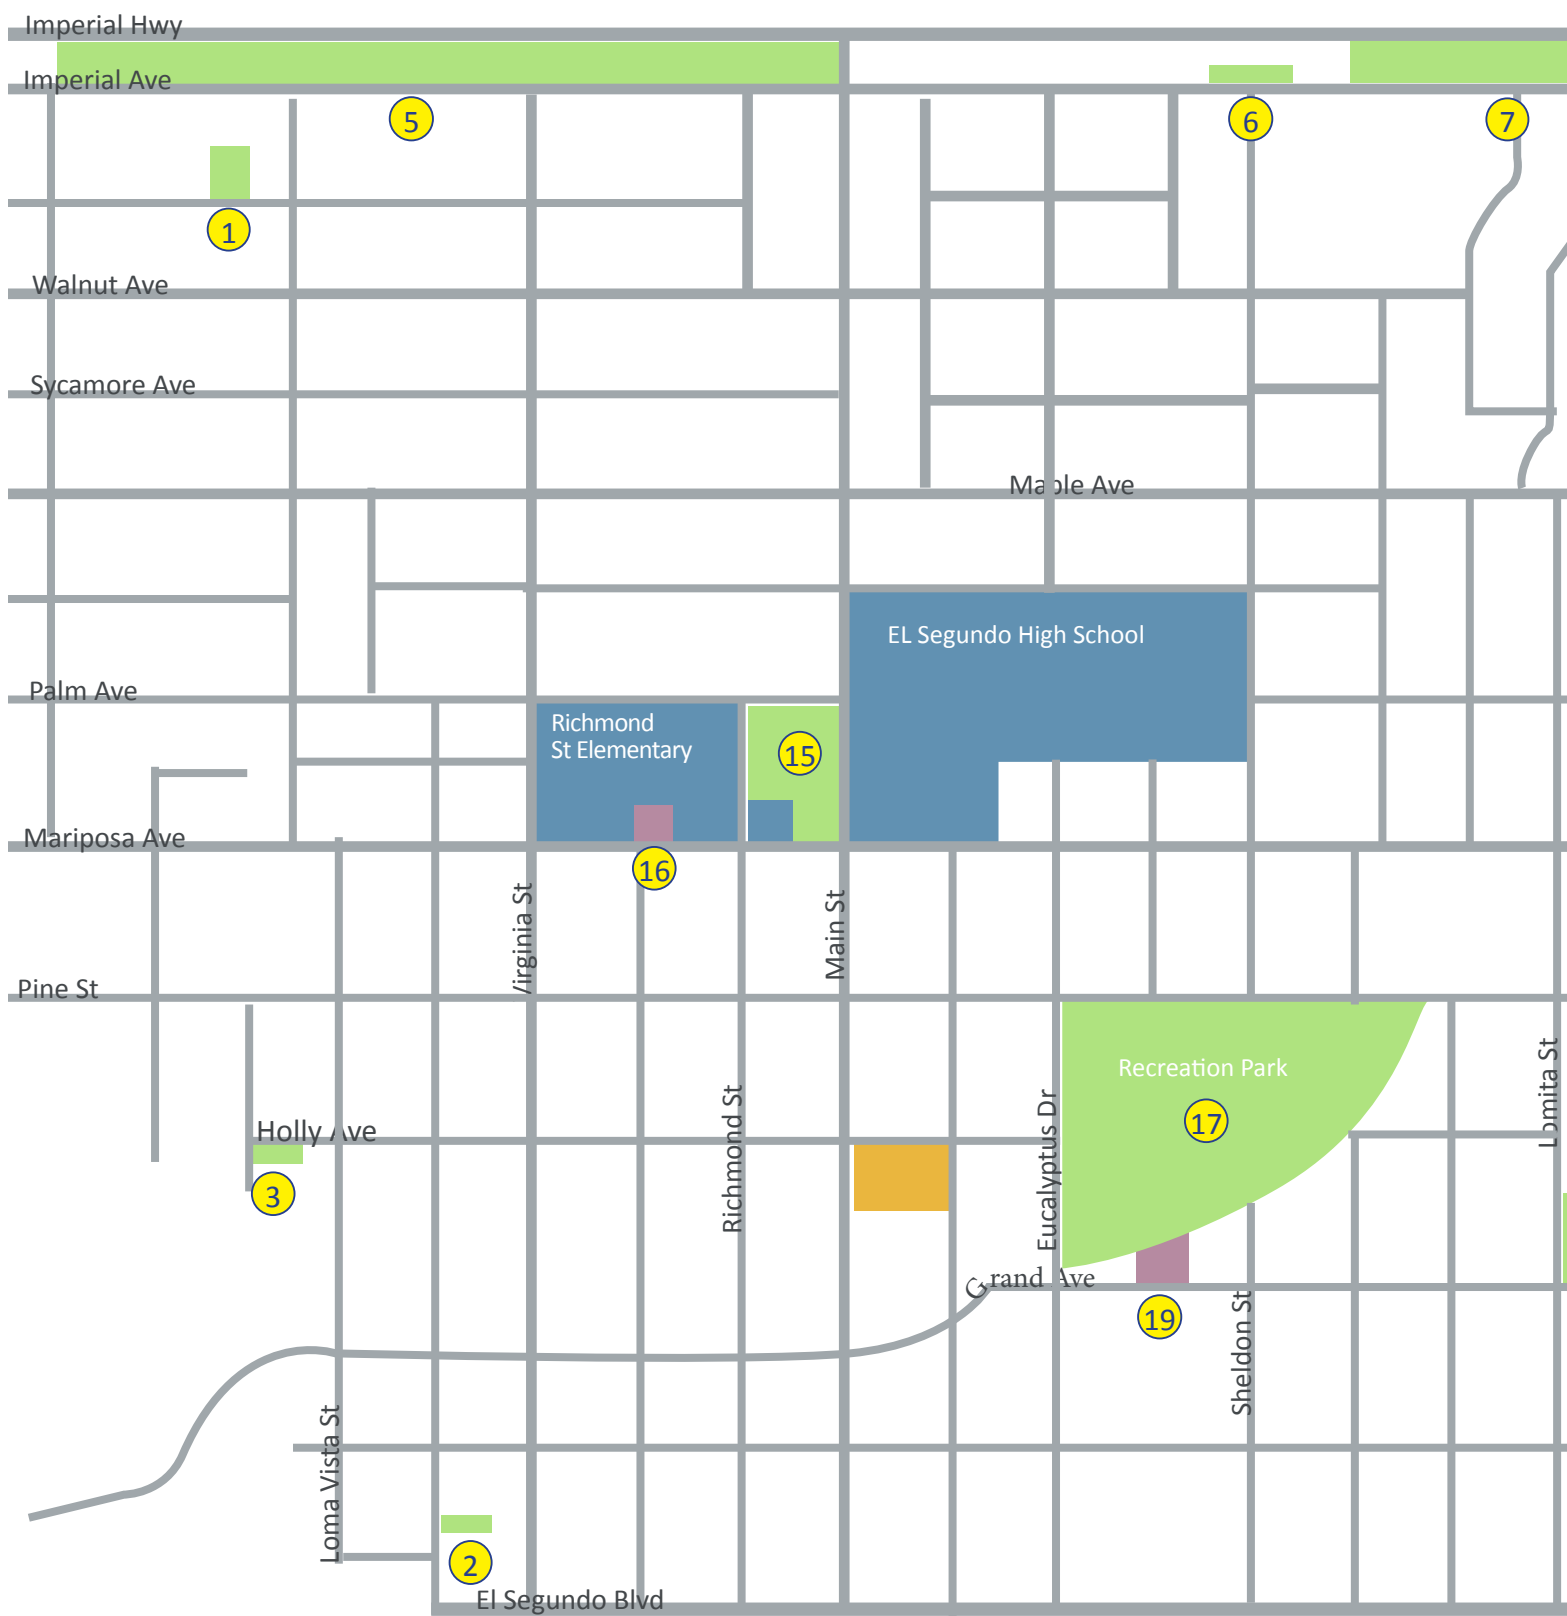 Imperial Hwy
Imperial Ave
5
6
7
1
Walnut Ave
Sycamore Ave
Maple Ave
EL Segundo High School
Palm Ave
Richmond
St Elementary
15
Mariposa Ave
16
Virginia St
Main St
Pine St
Recreation Park
17
Lomita St
Holly Ave
Richmond St
Eucalyptus Dr
3
Grand Ave
19
Sheldon St
Loma Vista St
2
El Segundo Blvd